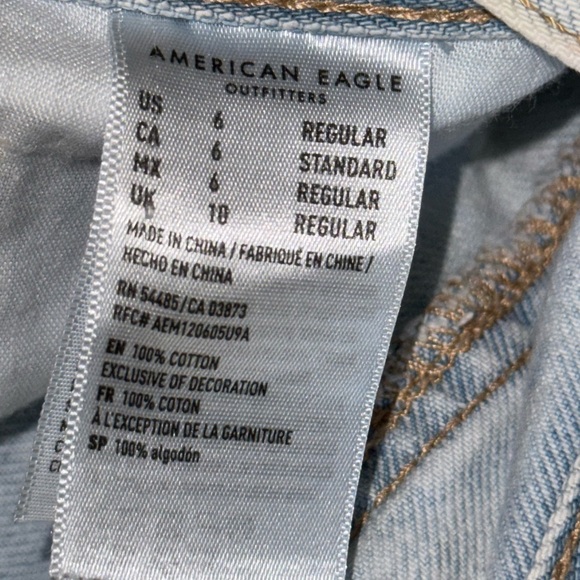 AMERICAN EAGLE
OUTFITTERS
US 6 REGULAR
CA 6 STANDARD
MX 6 REGULAR
UK 10 REGULAR
MADE IN CHINA / FABRIQUÉ EN CHINE /
HECHO EN CHINA
RN 54485/CA 03873
RFC# AEM120605U9A
EN 100% COTTON
EXCLUSIVE OF DECORATION
FR 100% COTON
À L'EXCEPTION DE LA GARNITURE
SP 100% algodón